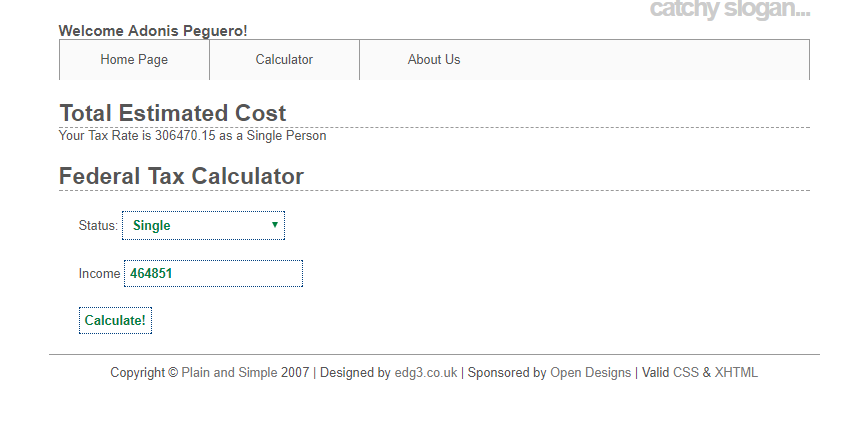 catchy slogan...
Welcome Adonis Peguero!
Home Page Calculator About Us
Total Estimated Cost
Your Tax Rate is 306470.15 as a Single Person
Federal Tax Calculator
Status: Single
Income 464851
Calculate!
Copyright © Plain and Simple 2007 | Designed by edg3.co.uk | Sponsored by Open Designs | Valid CSS & XHTML